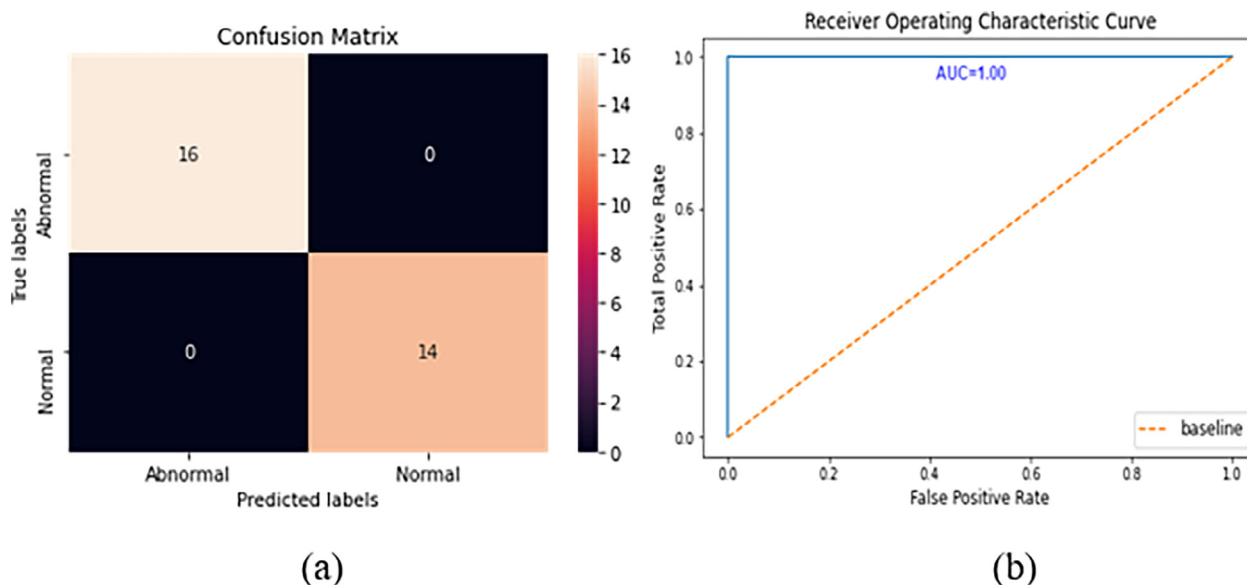 Confusion Matrix
16
14
12
10
8
6
4
2
0
True labels
Abnormal
Normal
16 0
0 14
Abnormal Normal
Predicted labels
(a)
Receiver Operating Characteristic Curve
AUC=1.00
Total Positive Rate
1.0
0.8
0.6
0.4
0.2
0.0
baseline
0.0 0.2 0.4 0.6 0.8 1.0
False Positive Rate
(b)